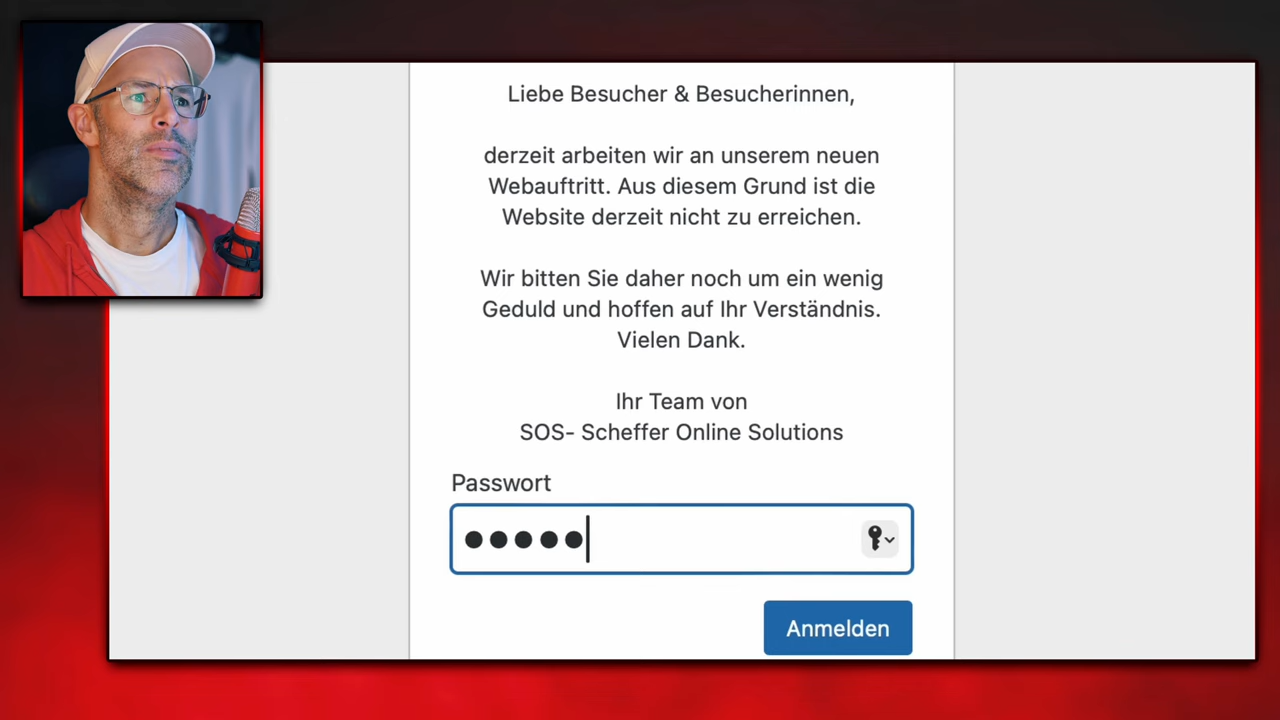 Liebe Besucher & Besucherinnen,
derzeit arbeiten wir an unserem neuen
Webauftritt. Aus diesem Grund ist die
Website derzeit nicht zu erreichen.
Wir bitten Sie daher noch um ein wenig
Geduld und hoffen auf Ihr Verständnis.
Vielen Dank.
Ihr Team von
SOS- Scheffer Online Solutions
Passwort
Anmelden